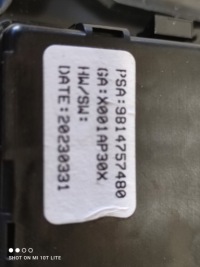 PSA:9814757480
GA:X001AP30X
HW/SW:
DATE:20230331
SHOT ON MI 10T LITE